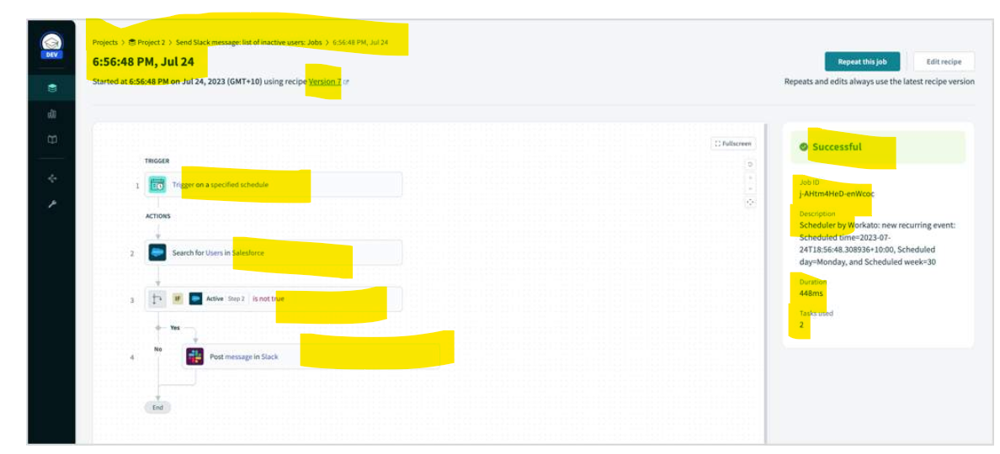 Projects > Project 2 > Send Slack message: list of inactive users: Jobs > 6:56:48 PM, Jul 24
DEV
6:56:48 PM, Jul 24
Started at 6:56:48 PM on Jul 24, 2023 (GMT+10) using recipe Version 7
Repeat this job
Edit recipe
Repeats and edits always use the latest recipe version
Fullscreen
TRIGGER
1 Trigger on a specified schedule
ACTIONS
2 Search for Users in Salesforce
3 IF Active Step 2 is not true
Yes
No
4 Post message in Slack
End
Successful
Job ID
j-AHtm4HeD-enWcoc
Description
Scheduler by Workato: new recurring event:
Scheduled time=2023-07-
24T18:56:48.308936+10:00, Scheduled
day=Monday, and Scheduled week=30
Duration
448ms
Tasks used
2